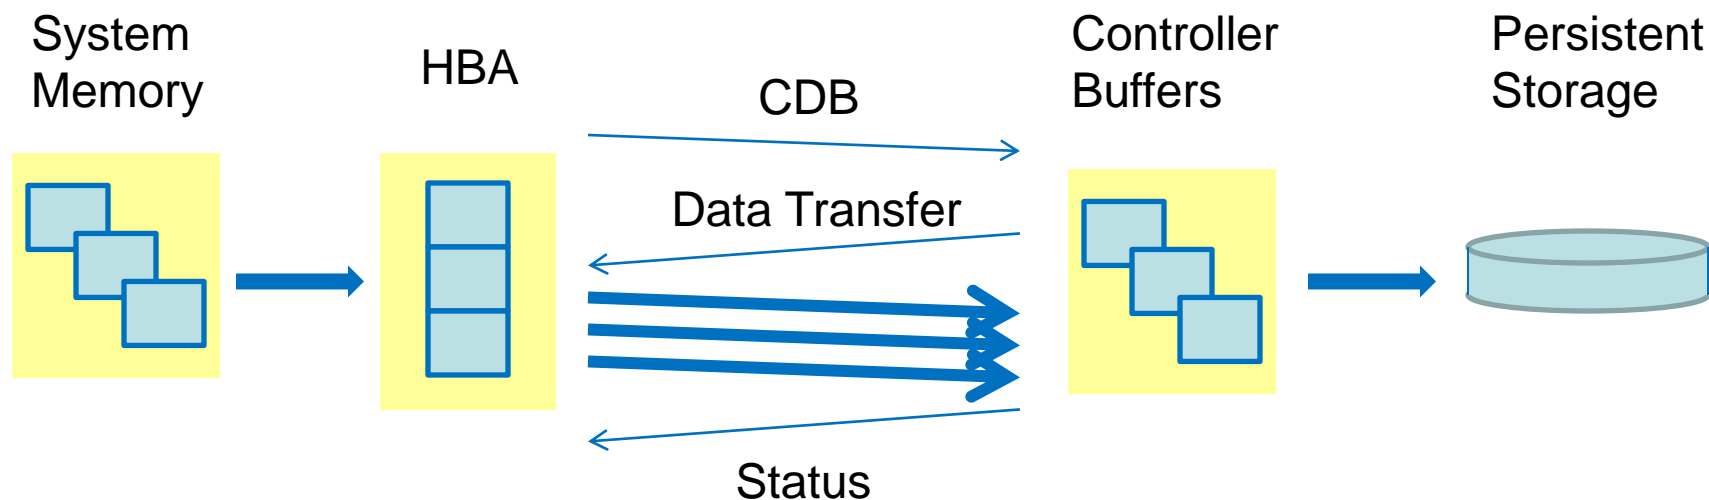 System
Memory
HBA
CDB
Data Transfer
Status
Controller
Buffers
Persistent
Storage